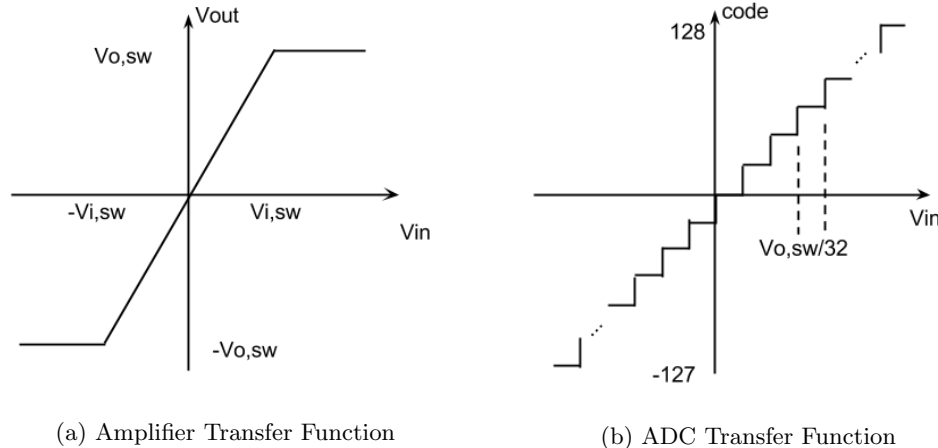 Vout
Vo,sw
-Vi,sw
Vi,sw
Vin
-Vo,sw
code
128
Vin
Vo,sw/32
-127
(a) Amplifier Transfer Function
(b) ADC Transfer Function